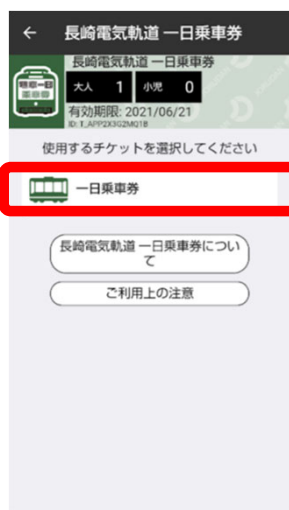 ← 長崎電気軌道 一日乗車券
長崎電気軌道 一日乗車券
大人 1 小児 0
有効期限: 2021/06/21
使用するチケットを選択してください
一日乗車券
長崎電気軌道 一日乗車券につい
て
ご利用上の注意